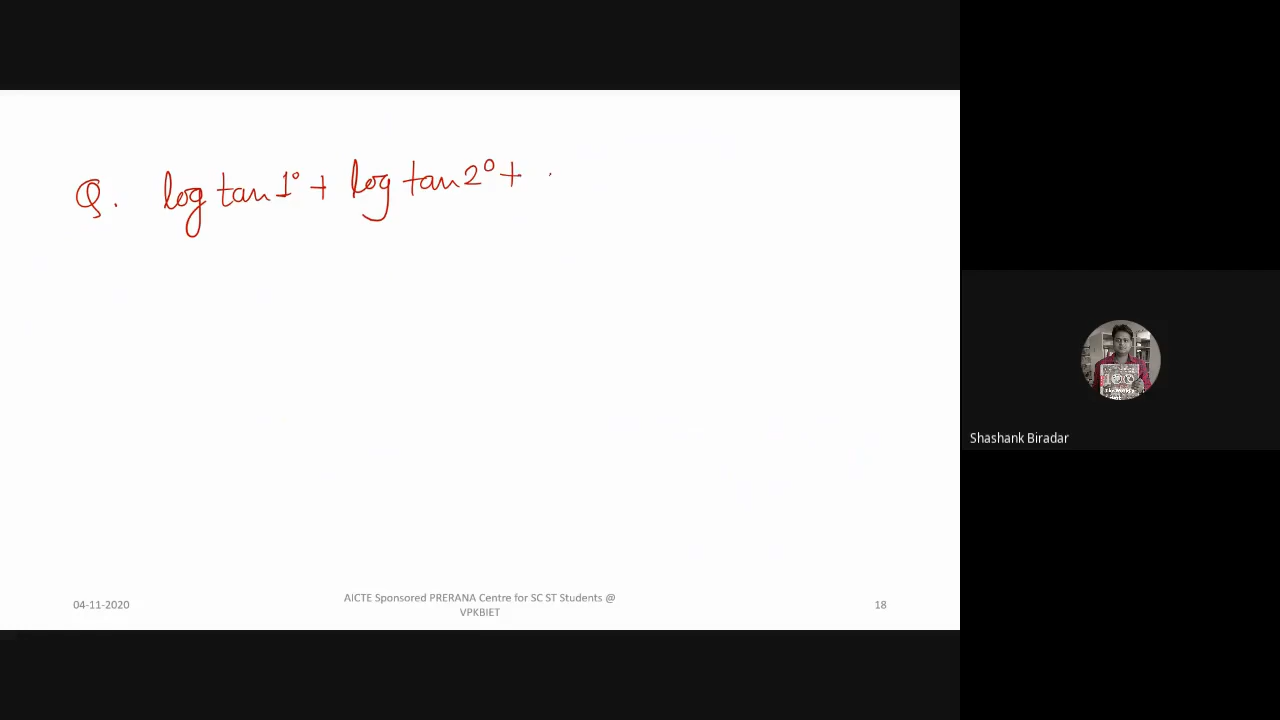 Q. log tan 1° + log tan 2° + .
Shashank Biradar
04-11-2020
AICTE Sponsored PRERANA Centre for SC ST Students @
VPKBIET
18